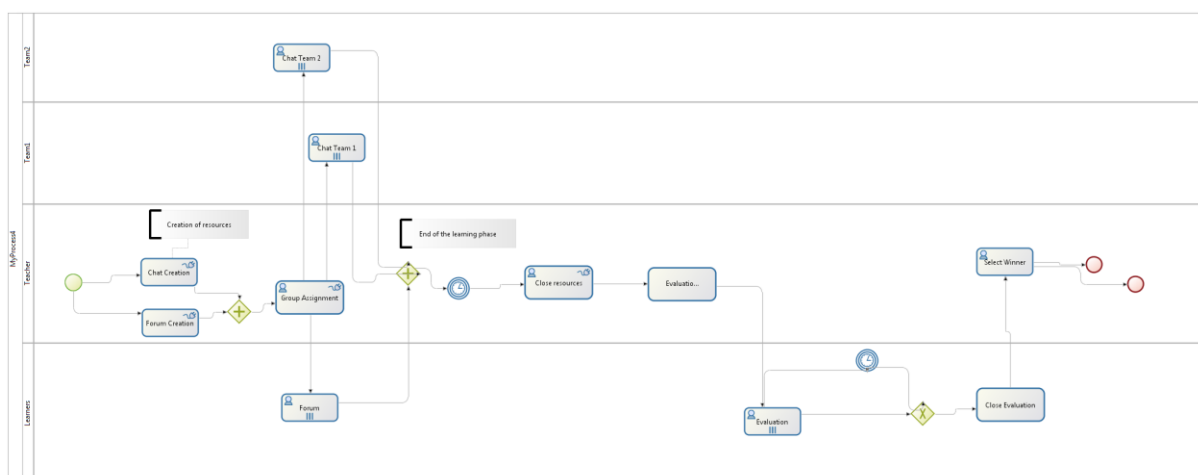 MyProcess4
Team2
Chat Team 2
Team1
Chat Team 1
Teacher
Creation of resources
End of the learning phase
Chat Creation
Forum Creation
Group Assignment
Close resources
Evaluatio...
Select Winner
Learners
Forum
Evaluation
Close Evaluation